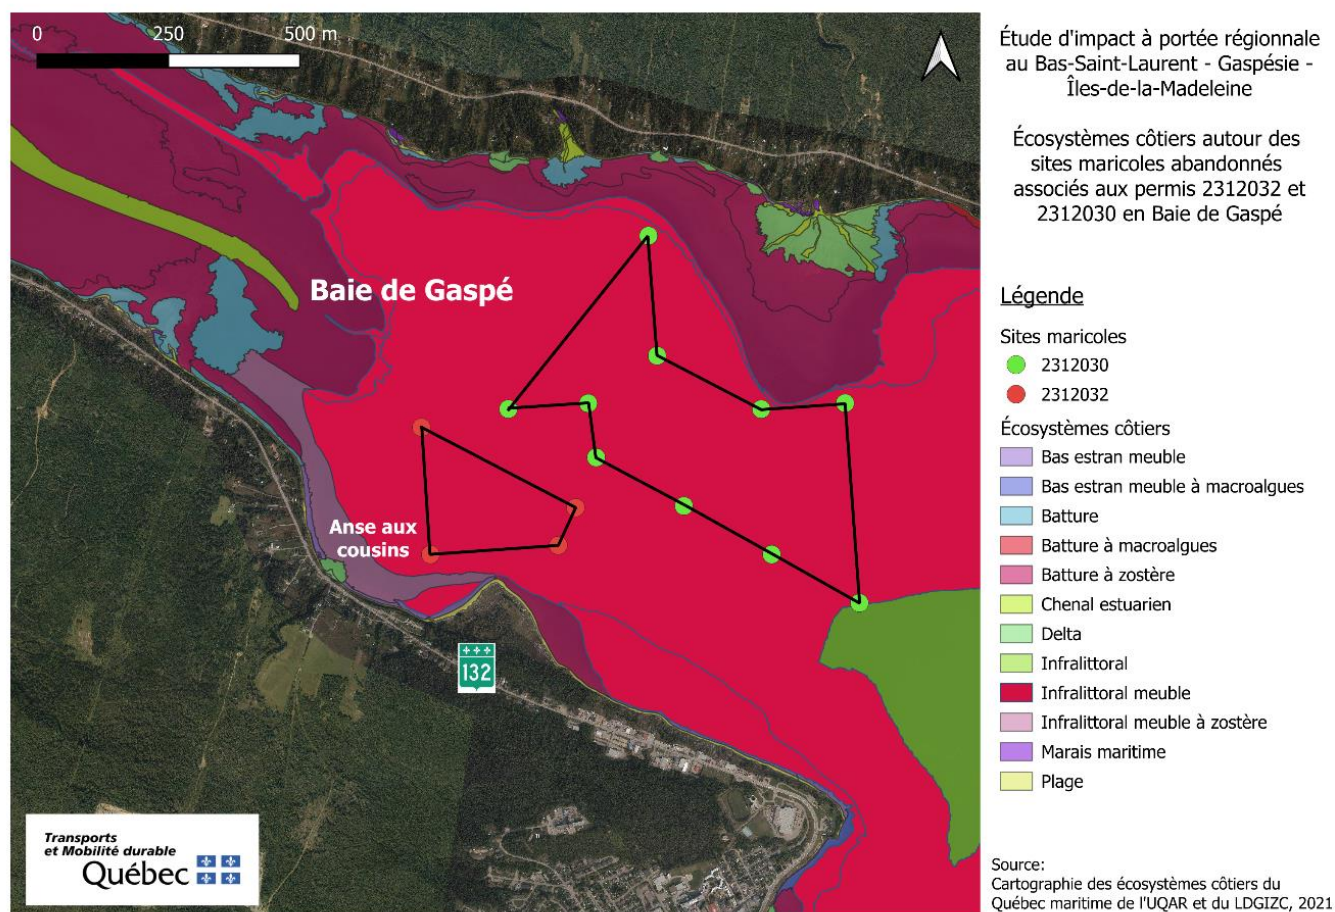 0 250 500 m
Étude d'impact à portée régionale
au Bas-Saint-Laurent - Gaspésie -
Îles-de-la-Madeleine
Écosystèmes côtiers autour des
sites maricoles abandonnés
associés aux permis 2312032 et
2312030 en Baie de Gaspé
Baie de Gaspé
Anse aux
cousins
132
Légende
Sites maricoles
2312030
2312032
Écosystèmes côtiers
Bas estran meuble
Bas estran meuble à macroalgues
Batture
Batture à macroalgues
Batture à zostère
Chenal estuarien
Delta
Infralittoral
Infralittoral meuble
Infralittoral meuble à zostère
Marais maritime
Plage
Transports
et Mobilité durable
Québec
Source:
Cartographie des écosystèmes côtiers du
Québec maritime de l'UQAR et du LDGIZC, 2021